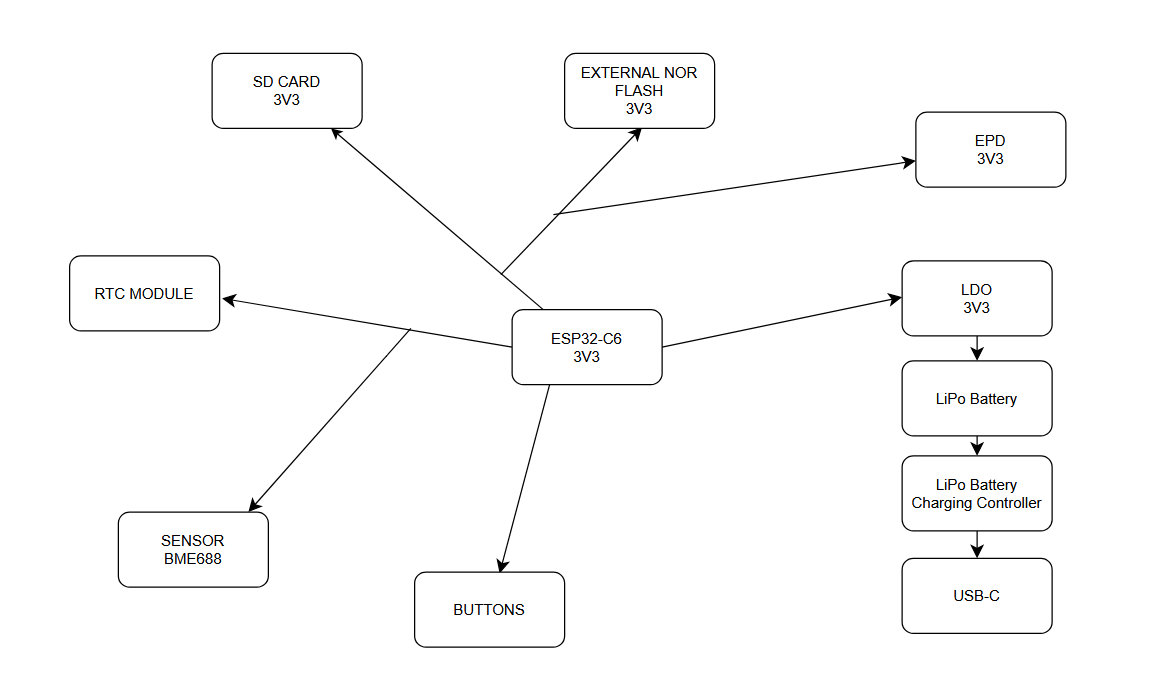 SD CARD
3V3
EXTERNAL NOR
FLASH
3V3
EPD
3V3
RTC MODULE
LDO
3V3
ESP32-C6
3V3
LiPo Battery
LiPo Battery
Charging Controller
SENSOR
BME688
BUTTONS
USB-C